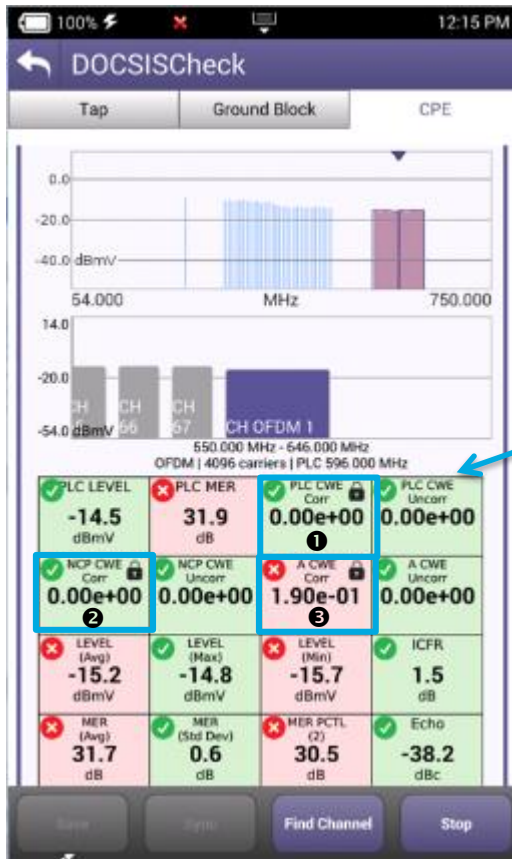 100% 12:15 PM
DOCSISCheck
Tap Ground Block CPE
0.0
-20.0
-40.0 dBmV
54.000 MHz 750.000
14.0
-20.0
-54.0 dBmV
CH CH CH
66 67 CH OFDM 1
550.000 MHz - 646.000 MHz
OFDM | 4096 carriers | PLC 596.000 MHz
PLC LEVEL PLC MER PLC CWE Corr PLC CWE Uncorr
-14.5 31.9 0.00e+00 0.00e+00
dBmV dB ❶
NCP CWE Corr NCP CWE Uncorr A CWE Corr A CWE Uncorr
0.00e+00 0.00e+00 1.90e-01 0.00e+00
❷ ❸
LEVEL (Avg) LEVEL (Max) LEVEL (Min) ICFR
-15.2 -14.8 -15.7 1.5
dBmV dBmV dBmV dB
MER (Avg) MER (Std Dev) MER PCTL (2) Echo
31.7 0.6 30.5 -38.2
dB dB dB dBc
Save Sync Find Channel Stop